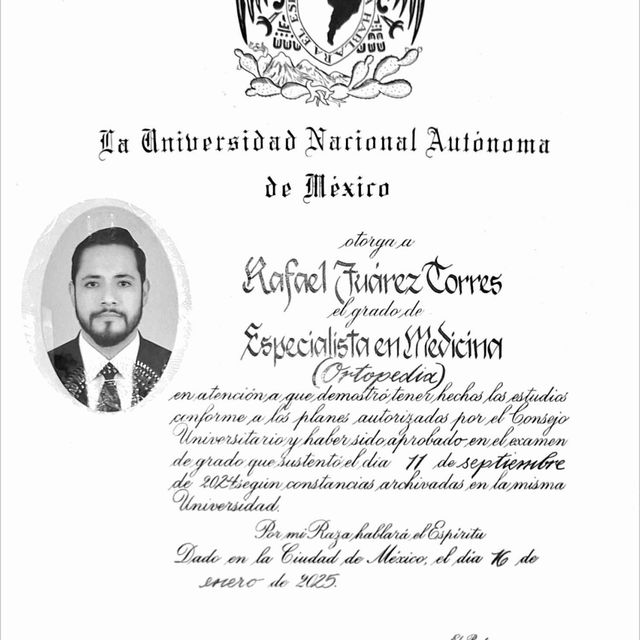 HABLARA EL ES
La Universidad Nacional Autónoma
de México
otorga a
Rafael Juárez Torres
el grado de
Especialista en Medicina
(Ortopedia)
en atención a que demostró tener hechos los estudios
conforme a los planes autorizados por el Consejo
Universitario y haber sido aprobado en el examen
de grado que sustentó el día 11 de septiembre
de 2024 según constancias archivadas en la misma
Universidad.
Por mi Raza hablará el Espíritu
Dado en la Ciudad de México, el día 16 de
enero de 2025.